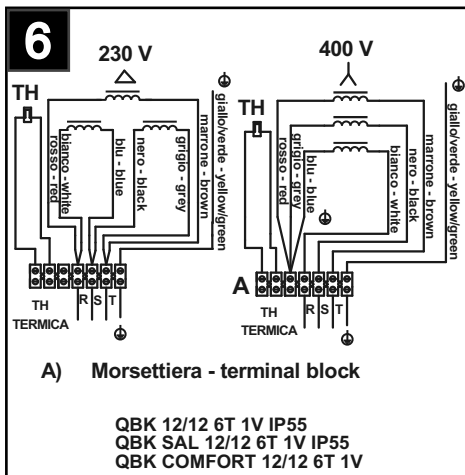 6
230 V
400 V
TH
rosso - red
bianco - white
blu - blue
nero - black
grigio - grey
marrone - brown
giallo/verde - yellow/green
TH
rosso - red
grigio - grey
blu - blue
bianco - white
nero - black
marrone - brown
giallo/verde - yellow/green
R S T
TH
TERMICA
A
R S T
TH
TERMICA
A) Morsettiera - terminal block
QBK 12/12 6T 1V IP55
QBK SAL 12/12 6T 1V IP55
QBK COMFORT 12/12 6T 1V